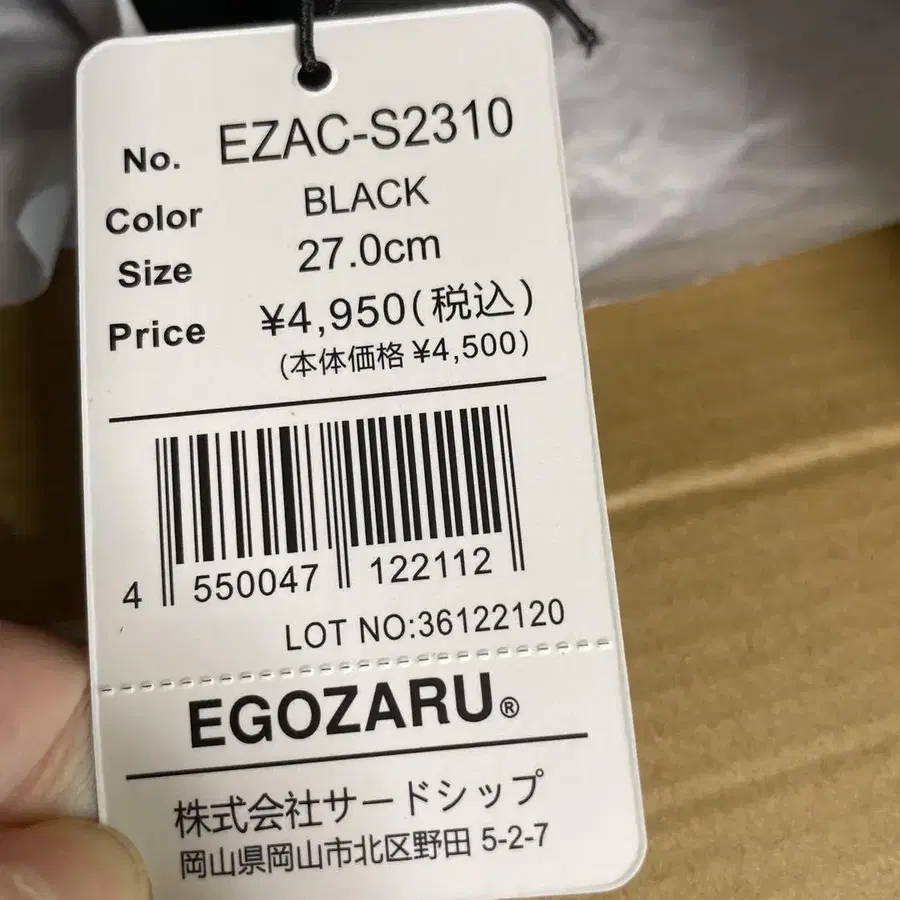 No. EZAC-S2310
Color BLACK
Size 27.0cm
Price ¥4,950(税込)
(本体価格 ¥4,500)
4 550047 122112
LOT NO:36122120
EGOZARU®
株式会社サードシップ
岡山県岡山市北区野田 5-2-7